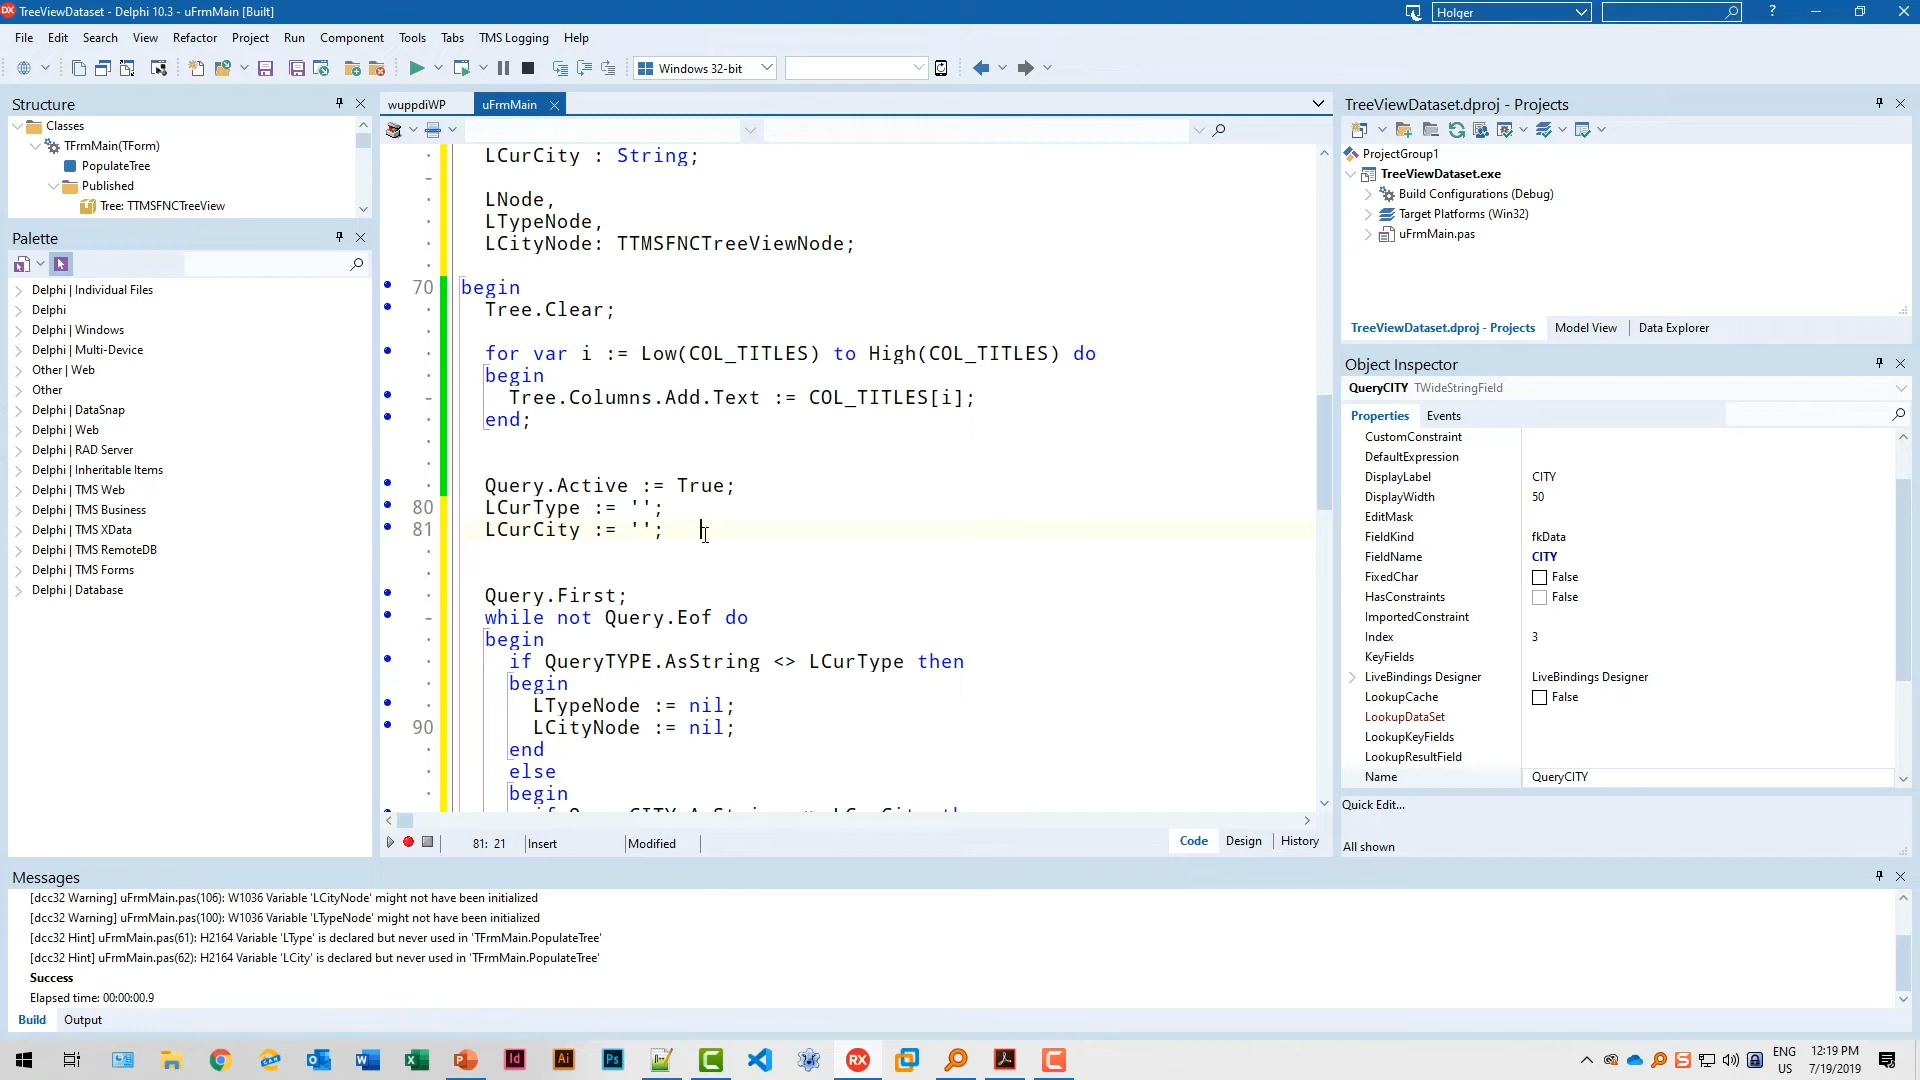 TreeViewDataset - Delphi 10.3 - uFrmMain [Built]
Holger
File Edit Search View Refactor Project Run Component Tools Tabs TMS Logging Help
Windows 32-bit
Structure
Classes
TFrmMain(TForm)
PopulateTree
Published
Tree: TTMSFNCTreeView
Palette
Delphi | Individual Files
Delphi
Delphi | Windows
Delphi | Multi-Device
Other | Web
Other
Delphi | DataSnap
Delphi | Web
Delphi | RAD Server
Delphi | Inheritable Items
Delphi | TMS Web
Delphi | TMS Business
Delphi | TMS XData
Delphi | TMS RemoteDB
Delphi | TMS Forms
Delphi | Database
wuppdiWP uFrmMain
LCurCity : String;
LNode,
LTypeNode,
LCityNode: TTMSFNCTreeViewNode;
70 begin
Tree.Clear;
for var i := Low(COL_TITLES) to High(COL_TITLES) do
begin
Tree.Columns.Add.Text := COL_TITLES[i];
end;
Query.Active := True;
80 LCurType := '';
81 LCurCity := '';
Query.First;
while not Query.Eof do
begin
if QueryTYPE.AsString <> LCurType then
begin
LTypeNode := nil;
90 LCityNode := nil;
end
else
begin
81: 21 Insert Modified
Code Design History
TreeViewDataset.dproj - Projects
ProjectGroup1
TreeViewDataset.exe
Build Configurations (Debug)
Target Platforms (Win32)
uFrmMain.pas
TreeViewDataset.dproj - Projects Model View Data Explorer
Object Inspector
QueryCITY TWideStringField
Properties Events
CustomConstraint
DefaultExpression
DisplayLabel CITY
DisplayWidth 50
EditMask
FieldKind fkData
FieldName CITY
FixedChar False
HasConstraints False
ImportedConstraint
Index 3
KeyFields
LiveBindings Designer LiveBindings Designer
LookupCache False
LookupDataSet
LookupKeyFields
LookupResultField
Name QueryCITY
Quick Edit...
All shown
Messages
[dcc32 Warning] uFrmMain.pas(106): W1036 Variable 'LCityNode' might not have been initialized
[dcc32 Warning] uFrmMain.pas(100): W1036 Variable 'LTypeNode' might not have been initialized
[dcc32 Hint] uFrmMain.pas(61): H2164 Variable 'LType' is declared but never used in 'TFrmMain.PopulateTree'
[dcc32 Hint] uFrmMain.pas(62): H2164 Variable 'LCity' is declared but never used in 'TFrmMain.PopulateTree'
Success
Elapsed time: 00:00:00.9
Build Output
ENG
US
12:19 PM
7/19/2019